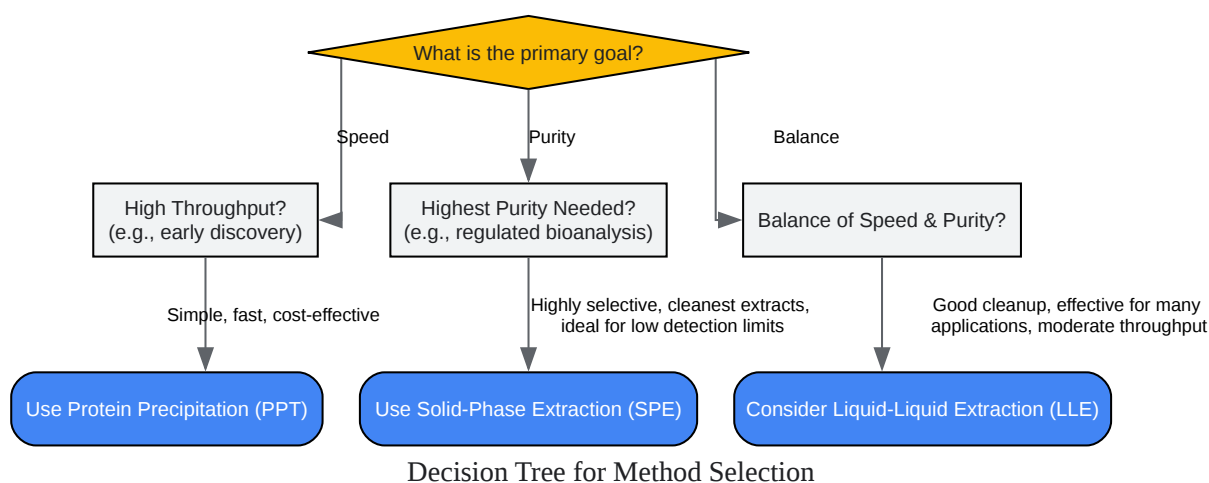 What is the primary goal?
Speed
Purity
Balance
High Throughput?
(e.g., early discovery)
Highest Purity Needed?
(e.g., regulated bioanalysis)
Balance of Speed & Purity?
Simple, fast, cost-effective
Highly selective, cleanest extracts,
ideal for low detection limits
Good cleanup, effective for many
applications, moderate throughput
Use Protein Precipitation (PPT)
Use Solid-Phase Extraction (SPE)
Consider Liquid-Liquid Extraction (LLE)
Decision Tree for Method Selection